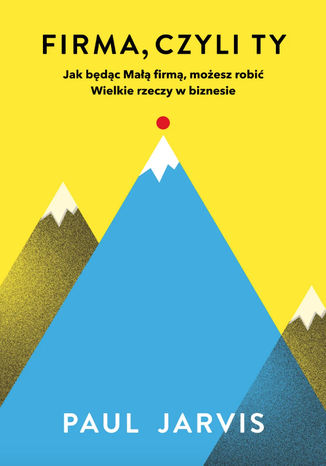 FIRMA, CZYLI TY
Jak będąc Małą firmą, możesz robić
Wielkie rzeczy w biznesie
PAUL JARVIS